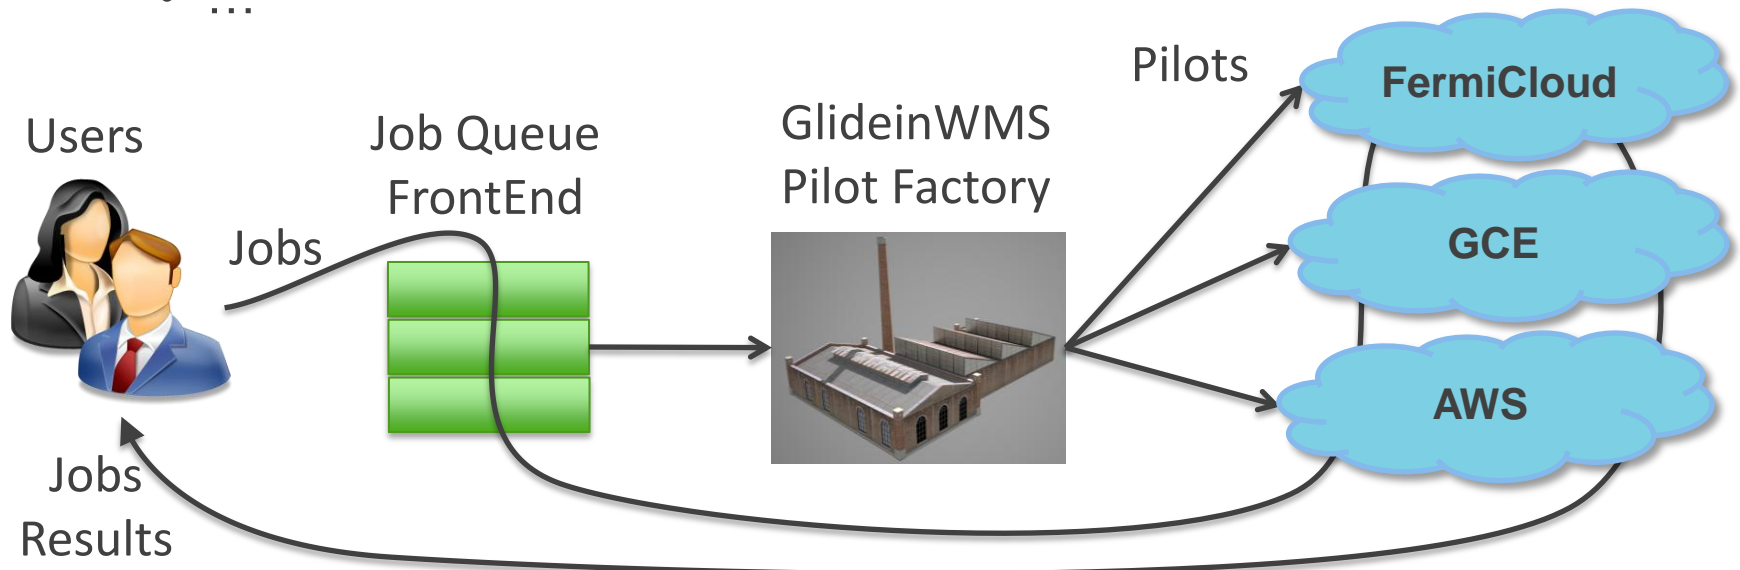 ...
Pilots
FermiCloud
Users
Job Queue
FrontEnd
GlideinWMS
Pilot Factory
Jobs
GCE
AWS
Jobs
Results